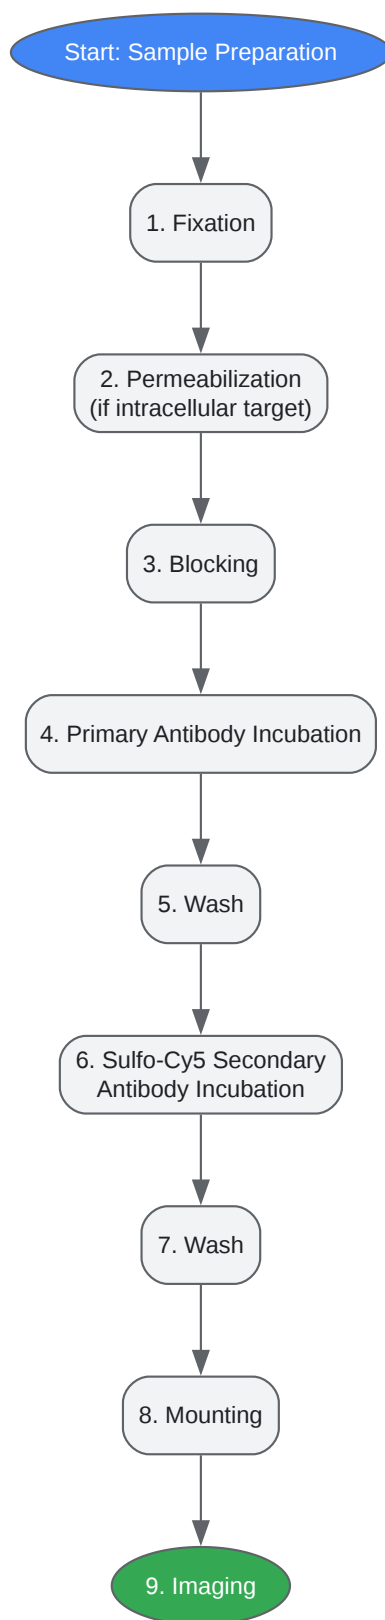 Start: Sample Preparation
1. Fixation
2. Permeabilization
(if intracellular target)
3. Blocking
4. Primary Antibody Incubation
5. Wash
6. Sulfo-Cy5 Secondary
Antibody Incubation
7. Wash
8. Mounting
9. Imaging